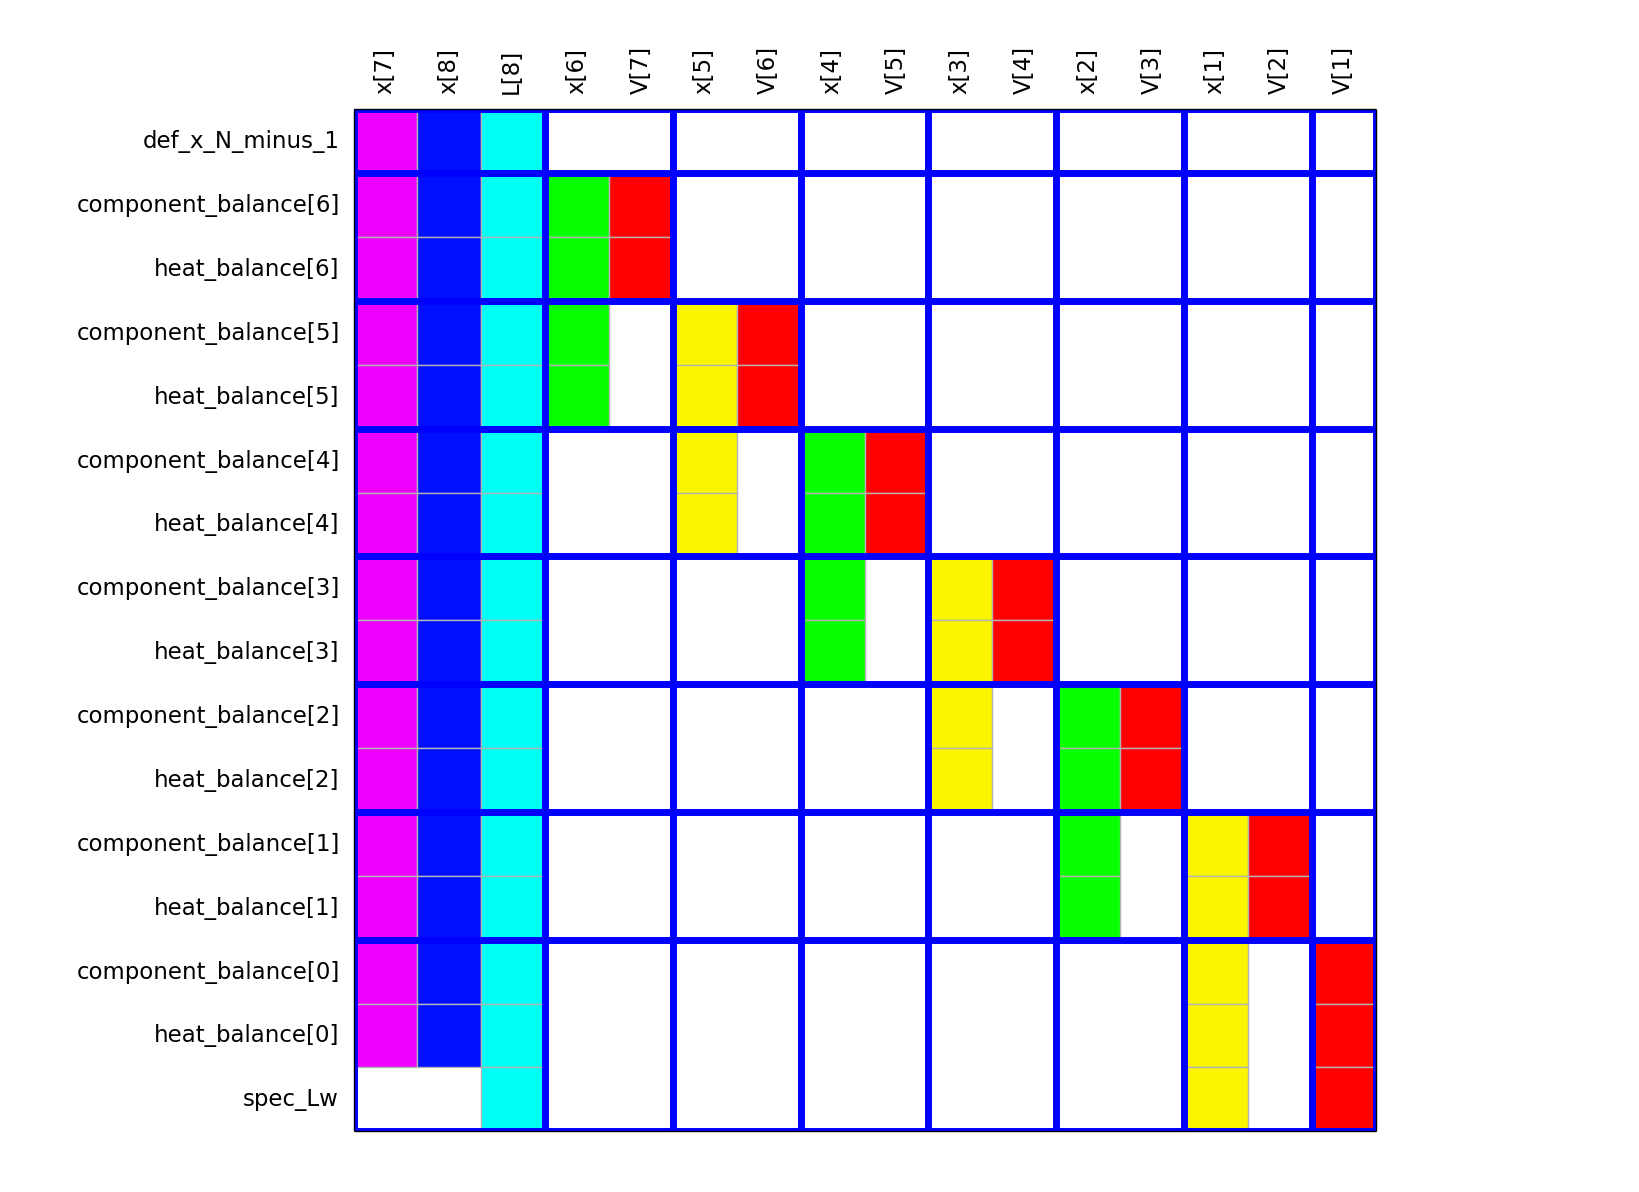 x[7] x[8] L[8] x[6] V[7] x[5] V[6] x[4] V[5] x[3] V[4] x[2] V[3] x[1] V[2] V[1]
def_x_N_minus_1
component_balance[6]
heat_balance[6]
component_balance[5]
heat_balance[5]
component_balance[4]
heat_balance[4]
component_balance[3]
heat_balance[3]
component_balance[2]
heat_balance[2]
component_balance[1]
heat_balance[1]
component_balance[0]
heat_balance[0]
spec_Lw